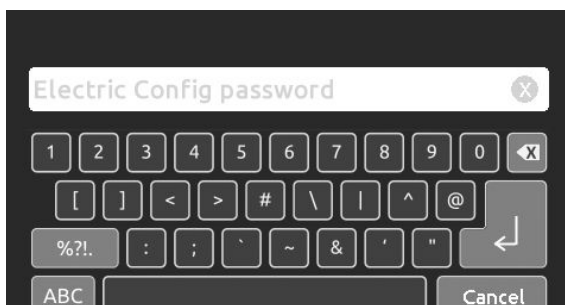 Electric Config password
1 2 3 4 5 6 7 8 9 0
[ ] < > # \ | ^ @
%?!. : ; ` ~ & ' "
ABC Cancel